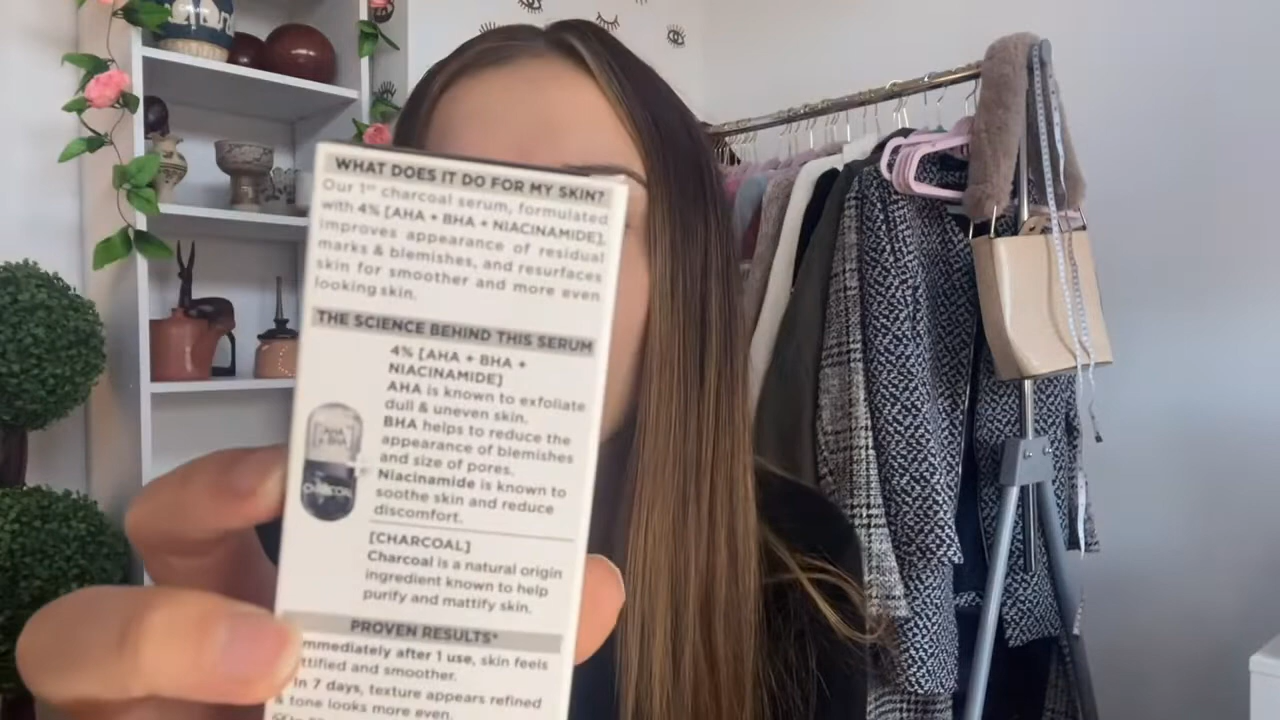 WHAT DOES IT DO FOR MY SKIN?
Our 1st charcoal serum, formulated
with 4% [AHA + BHA + NIACINAMIDE],
improves appearance of residual
marks & blemishes, and resurfaces
skin for smoother and more even
looking skin.
THE SCIENCE BEHIND THIS SERUM
4% [AHA + BHA +
NIACINAMIDE]
AHA is known to exfoliate
dull & uneven skin.
BHA helps to reduce the
appearance of blemishes
and size of pores.
Niacinamide is known to
soothe skin and reduce
discomfort.
[AHA
+ BHA]
[CHARCOAL]
Charcoal is a natural origin
ingredient known to help
purify and mattify skin.
PROVEN RESULTS*
mmediately after 1 use, skin feels
ttified and smoother.
In 7 days, texture appears refined
& tone looks more even.